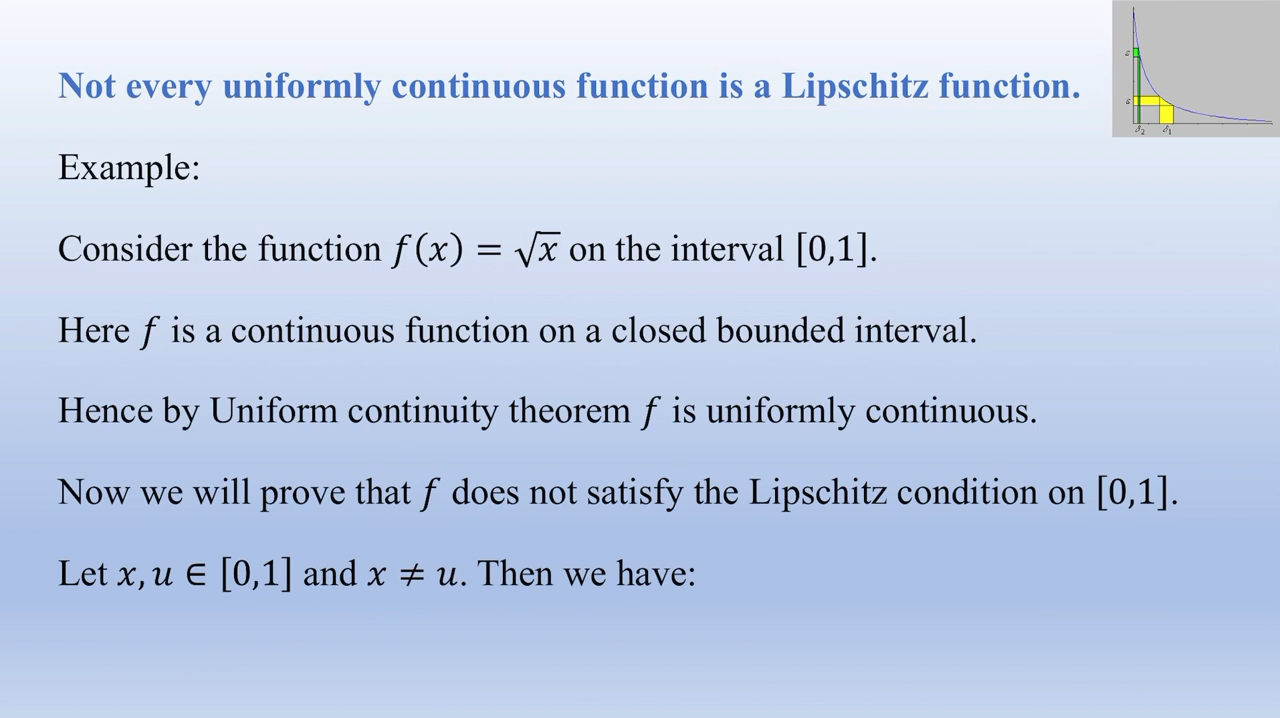 Not every uniformly continuous function is a Lipschitz function.
Example:
Consider the function f(x) = √x on the interval [0,1].
Here f is a continuous function on a closed bounded interval.
Hence by Uniform continuity theorem f is uniformly continuous.
Now we will prove that f does not satisfy the Lipschitz condition on [0,1].
Let x, u ∈ [0,1] and x ≠ u. Then we have:
ε
ε
δ₂ δ₁